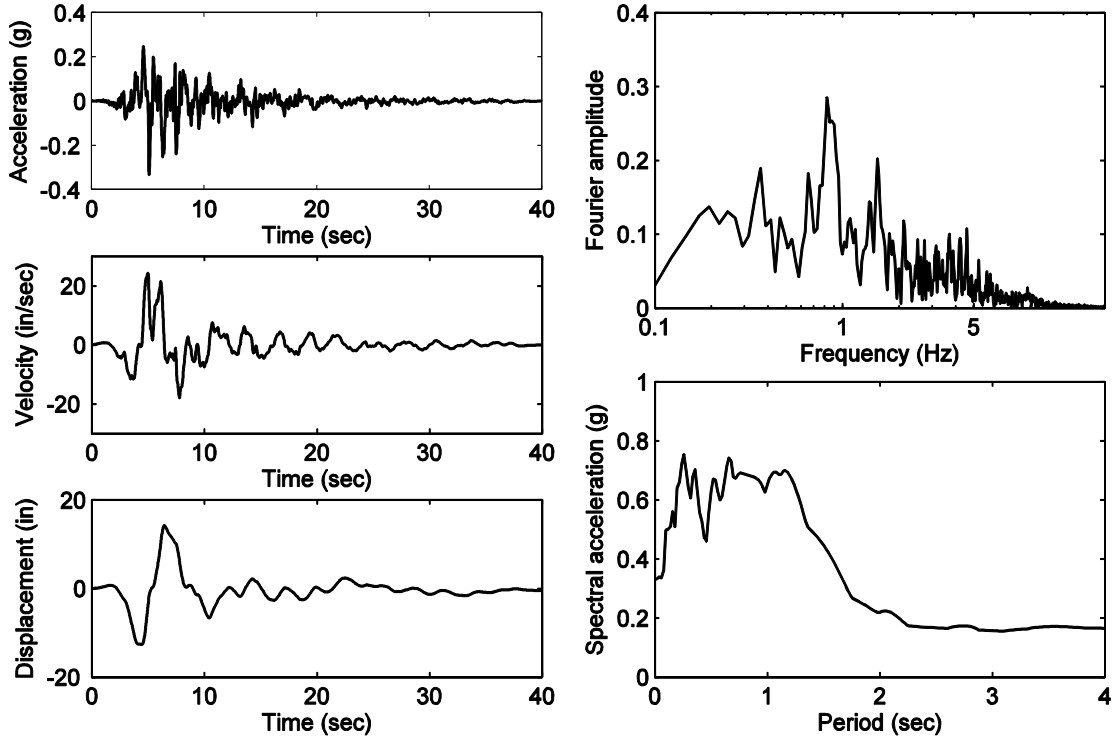 Acceleration (g)
0.4
0.2
0
-0.2
-0.4
0 10 20 30 40
Time (sec)
Velocity (in/sec)
20
0
-20
0 10 20 30 40
Time (sec)
Displacement (in)
20
0
-20
0 10 20 30 40
Time (sec)
Fourier amplitude
0.4
0.3
0.2
0.1
0
0.1 1 5
Frequency (Hz)
Spectral acceleration (g)
1
0.8
0.6
0.4
0.2
0
0 1 2 3 4
Period (sec)